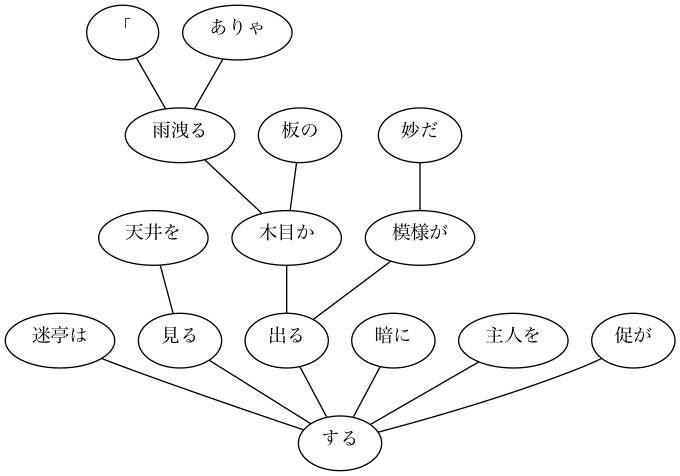 「 ありゃ
雨洩る 板の 妙だ
天井を 木目か 模様が
迷亭は 見る 出る 暗に 主人を 促が
する